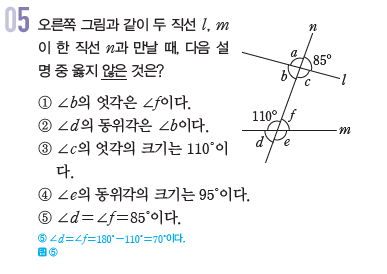 05 오른쪽 그림과 같이 두 직선 l, m
이 한 직선 n과 만날 때, 다음 설
명 중 옳지 않은 것은?
① ∠b의 엇각은 ∠f이다.
② ∠d의 동위각은 ∠b이다.
③ ∠c의 엇각의 크기는 110°이
다.
④ ∠e의 동위각의 크기는 95°이다.
⑤ ∠d=∠f=85°이다.
⑤ ∠d=∠f=180°-110°=70°이다.
답 ⑤
n
a 85°
b c l
110° f m
d e